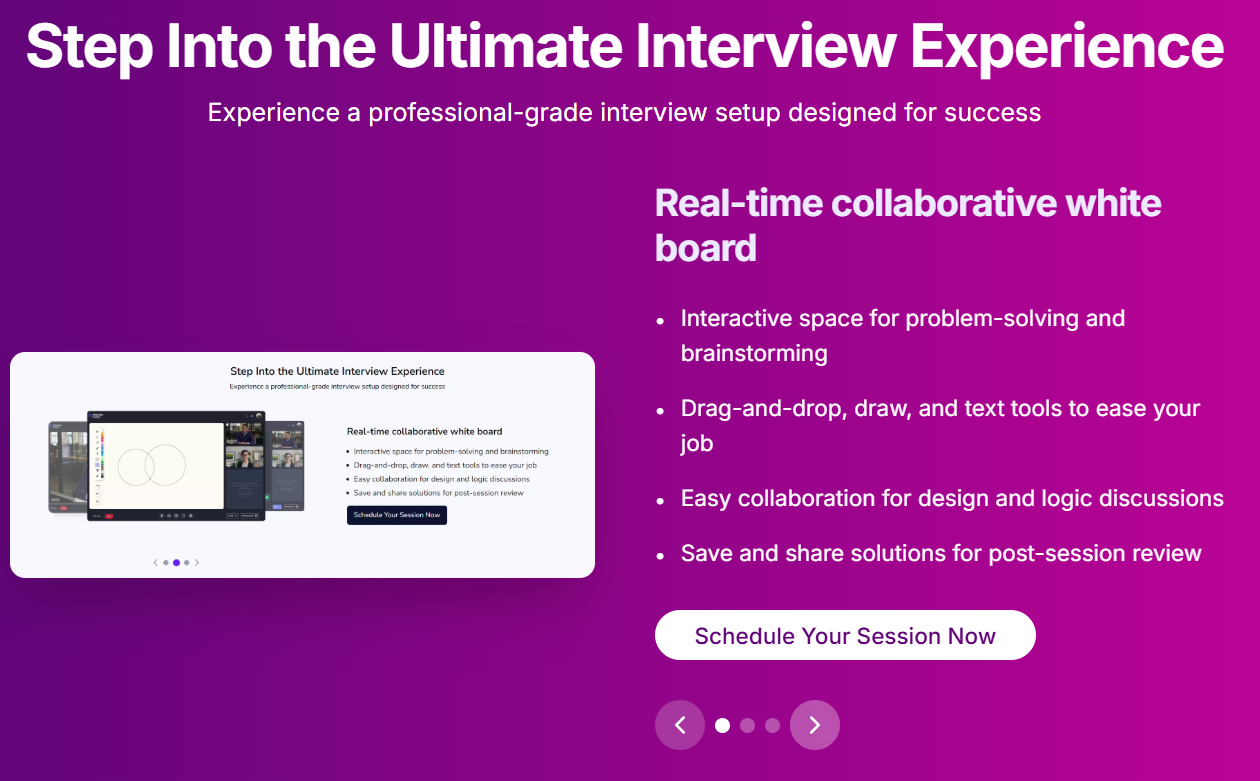 Step Into the Ultimate Interview Experience
Experience a professional-grade interview setup designed for success
Real-time collaborative white
board
Interactive space for problem-solving and
brainstorming
Drag-and-drop, draw, and text tools to ease your
job
Easy collaboration for design and logic discussions
Save and share solutions for post-session review
Schedule Your Session Now
Step Into the Ultimate Interview Experience
Experience a professional-grade interview setup designed for success
Real-time collaborative white board
Interactive space for problem-solving and brainstorming
Drag-and-drop, draw, and text tools to ease your job
Easy collaboration for design and logic discussions
Save and share solutions for post-session review
Schedule Your Session Now